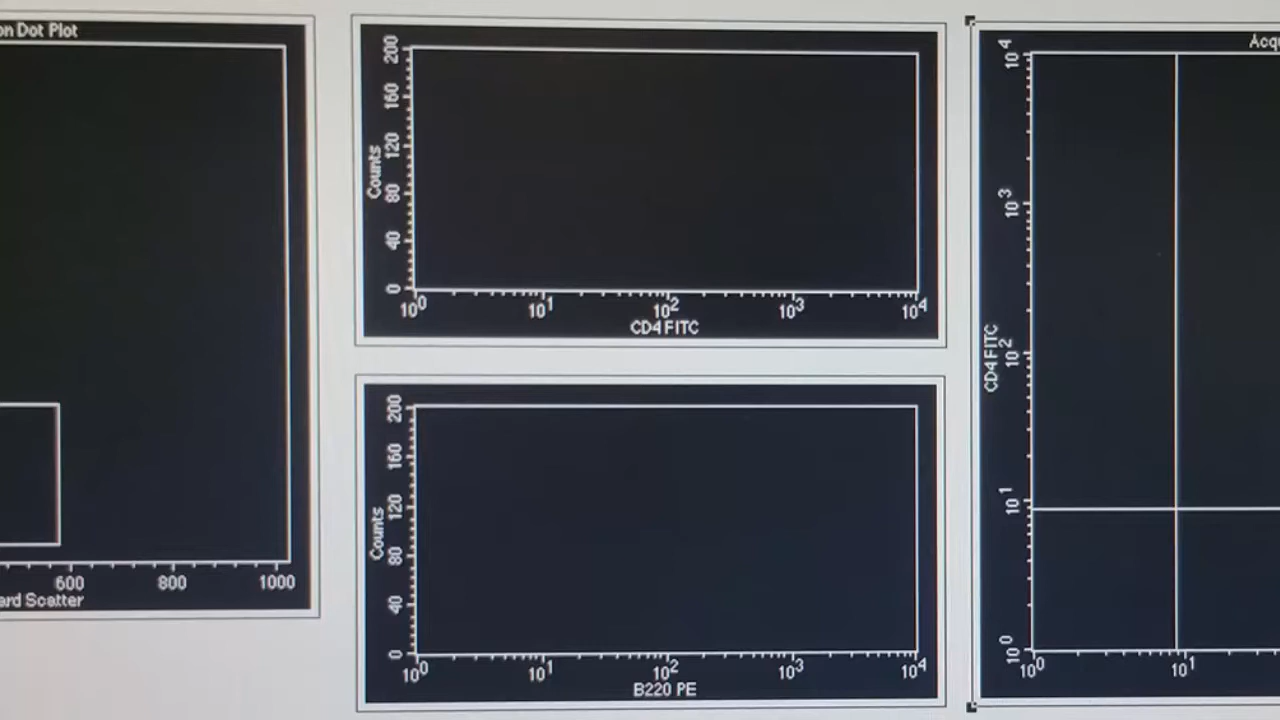 on Dot Plot
600 800 1000
ard Scatter
200
160
120
80
40
0
Counts
10^0 10^1 10^2 10^3 10^4
CD4 FITC
200
160
120
80
40
0
Counts
10^0 10^1 10^2 10^3 10^4
B220 PE
Acq
10^4
10^3
10^2
10^1
10^0
CD4 FITC
10^0 10^1